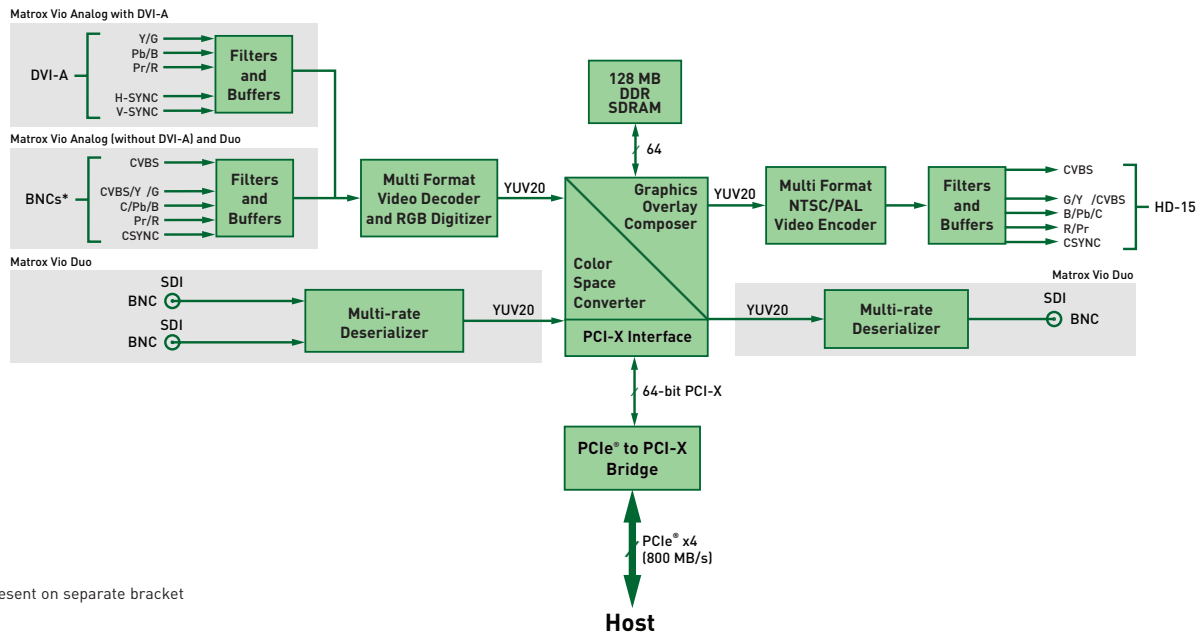 Matrox Vio Analog with DVI-A
DVI-A
Y/G
Pb/B
Pr/R
H-SYNC
V-SYNC
Filters
and
Buffers
Matrox Vio Analog (without DVI-A) and Duo
BNCs*
CVBS
CVBS/Y /G
C/Pb/B
Pr/R
CSYNC
Filters
and
Buffers
Multi Format
Video Decoder
and RGB Digitizer
YUV20
128 MB
DDR
SDRAM
64
Graphics
Overlay
Composer
Color
Space
Converter
PCI-X Interface
YUV20
Multi Format
NTSC/PAL
Video Encoder
Filters
and
Buffers
CVBS
G/Y /CVBS
B/Pb/C
R/Pr
CSYNC
HD-15
Matrox Vio Duo
SDI
BNC
SDI
BNC
Multi-rate
Deserializer
YUV20
Matrox Vio Duo
YUV20
Multi-rate
Deserializer
SDI
BNC
64-bit PCI-X
PCIe® to PCI-X
Bridge
PCIe® x4
(800 MB/s)
Host
esent on separate bracket